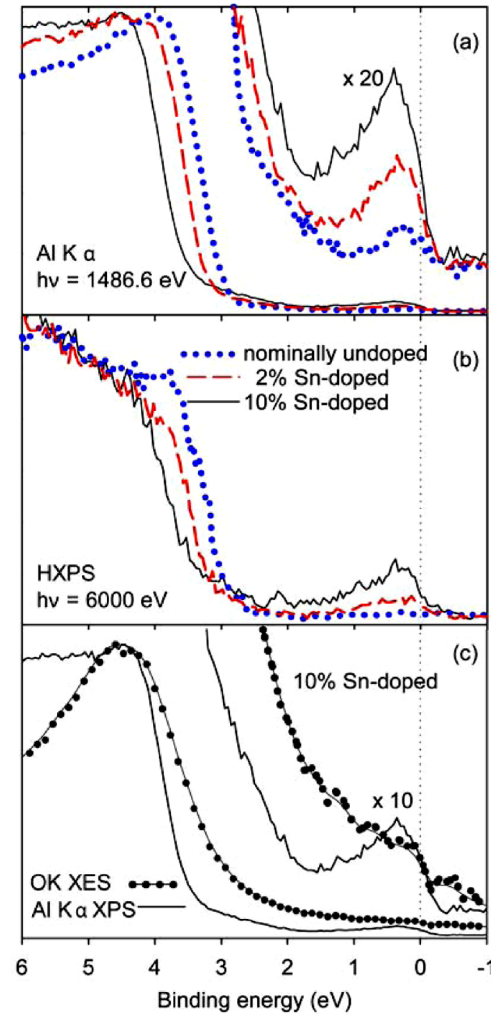 (a)
x 20
Al K α
hν = 1486.6 eV
(b)
nominally undoped
2% Sn-doped
10% Sn-doped
HXPS
hν = 6000 eV
(c)
10% Sn-doped
x 10
OK XES
Al K α XPS
6 5 4 3 2 1 0 -1
Binding energy (eV)